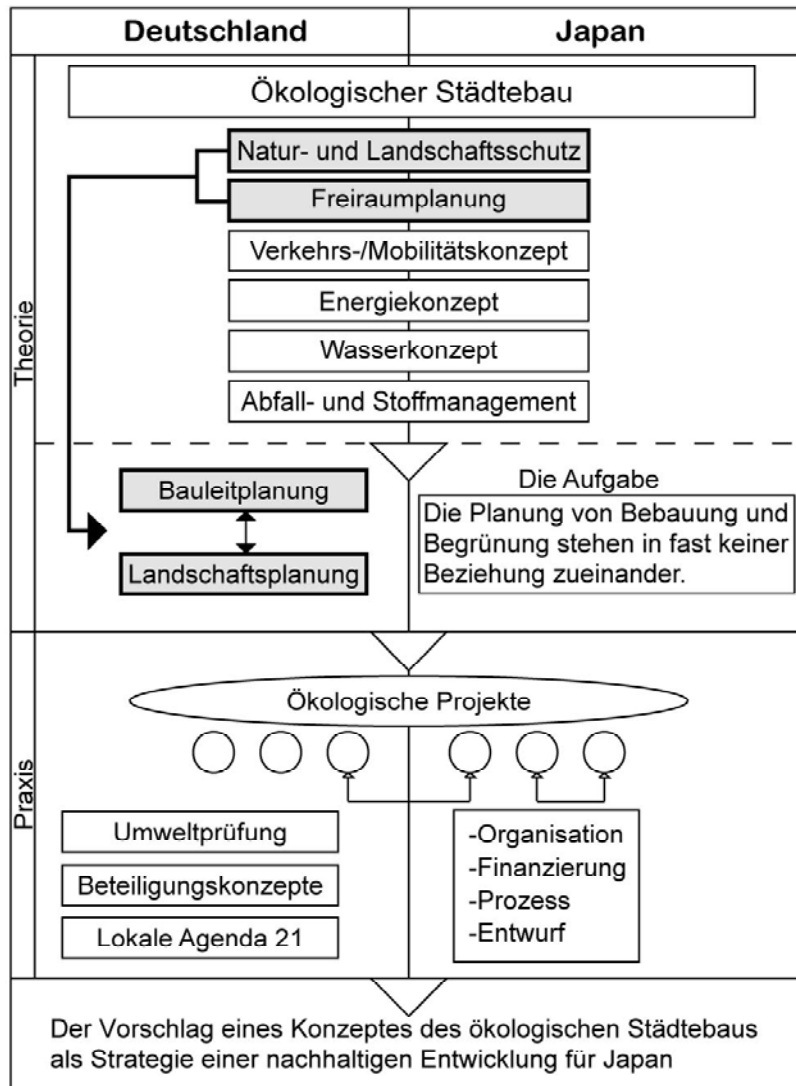 Deutschland
Japan
Theorie
Ökologischer Städtebau
Natur- und Landschaftsschutz
Freiraumplanung
Verkehrs-/Mobilitätskonzept
Energiekonzept
Wasserkonzept
Abfall- und Stoffmanagement
Bauleitplanung
Landschaftsplanung
Die Aufgabe
Die Planung von Bebauung und
Begrünung stehen in fast keiner
Beziehung zueinander.
Praxis
Ökologische Projekte
Umweltprüfung
Beteiligungskonzepte
Lokale Agenda 21
-Organisation
-Finanzierung
-Prozess
-Entwurf
Der Vorschlag eines Konzeptes des ökologischen Städtebaus
als Strategie einer nachhaltigen Entwicklung für Japan